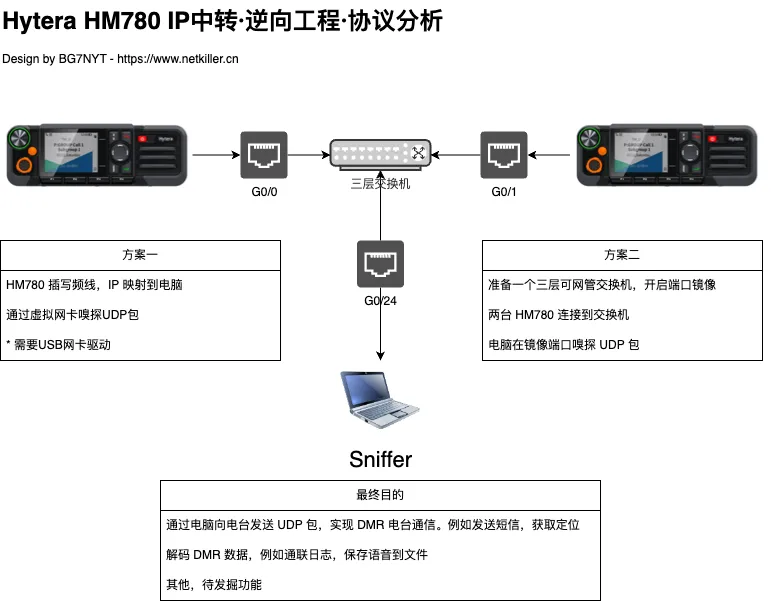 Hytera HM780 IP中转·逆向工程·协议分析
Design by BG7NYT - https://www.netkiller.cn
Hytera
Hytera
G0/0
三层交换机
G0/1
方案一
HM780 插写频线，IP 映射到电脑
通过虚拟网卡嗅探UDP包
* 需要USB网卡驱动
G0/24
方案二
准备一个三层可网管交换机，开启端口镜像
两台 HM780 连接到交换机
电脑在镜像端口嗅探 UDP 包
Sniffer
最终目的
通过电脑向电台发送 UDP 包，实现 DMR 电台通信。例如发送短信，获取定位
解码 DMR 数据，例如通联日志，保存语音到文件
其他，待发掘功能